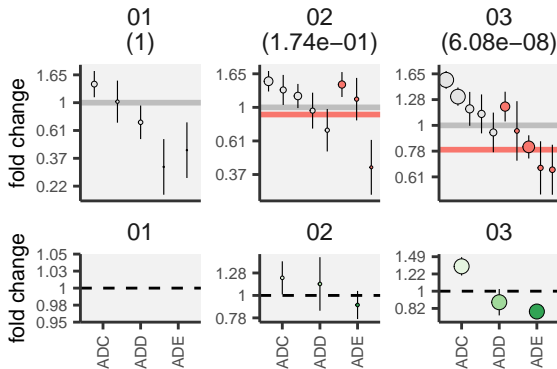 01
(1)
02
(1.74e−01)
03
(6.08e−08)
fold change
1.65
1
0.61
0.37
0.22
1.65
1
0.61
0.37
1.65
1.28
1
0.78
0.61
01
02
03
fold change
1.05
1.03
1
0.98
0.95
1.28
1
0.78
1.49
1.22
1
0.82
ADC
ADD
ADE
ADC
ADD
ADE
ADC
ADD
ADE